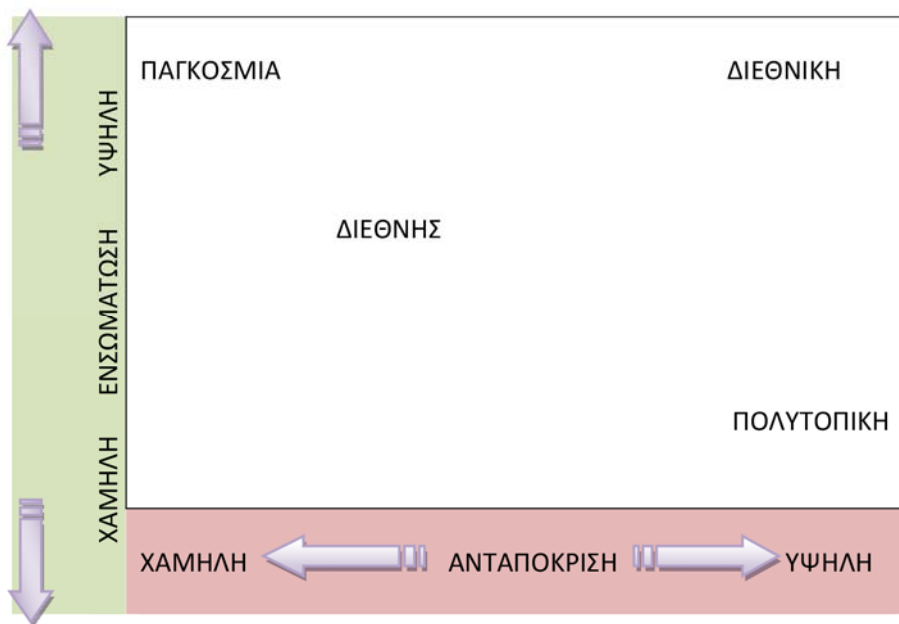 ΠΑΓΚΟΣΜΙΑ
ΔΙΕΘΝΙΚΗ
ΥΨΗΛΗ
ΔΙΕΘΝΗΣ
ΕΝΣΩΜΑΤΩΣΗ
ΠΟΛΥΤΟΠΙΚΗ
ΧΑΜΗΛΗ
ΧΑΜΗΛΗ
ΑΝΤΑΠΟΚΡΙΣΗ
ΥΨΗΛΗ